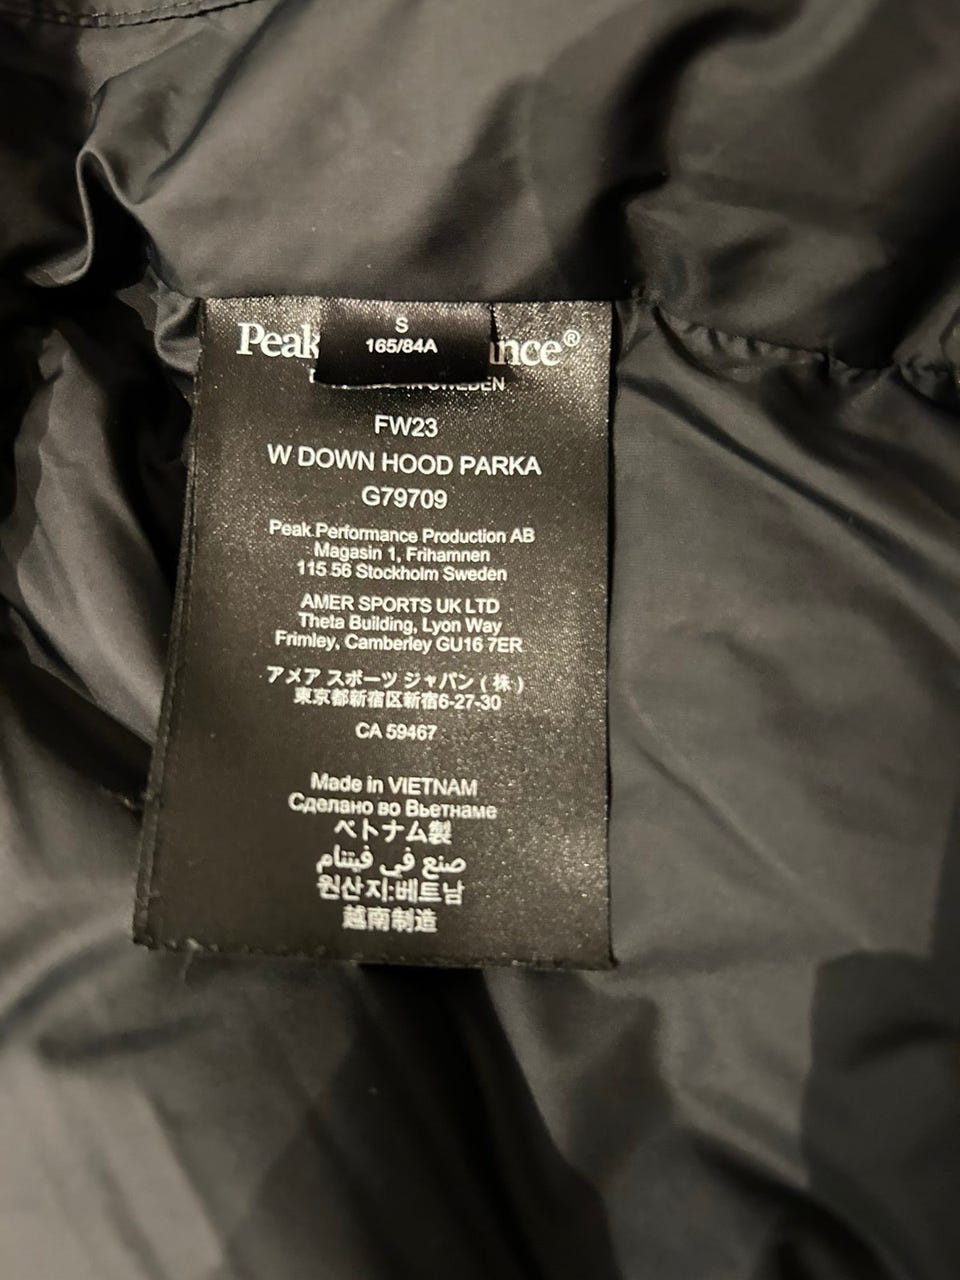 S
165/84A
Peak nce®
IN SWEDEN
FW23
W DOWN HOOD PARKA
G79709
Peak Performance Production AB
Magasin 1, Frihamnen
115 56 Stockholm Sweden
AMER SPORTS UK LTD
Theta Building, Lyon Way
Frimley, Camberley GU16 7ER
アメア スポーツ ジャパン ( 株 )
東京都新宿区新宿6-27-30
CA 59467
Made in VIETNAM
Сделано во Вьетнаме
ベトナム製
صنع في فيتنام
원산지:베트남
越南制造